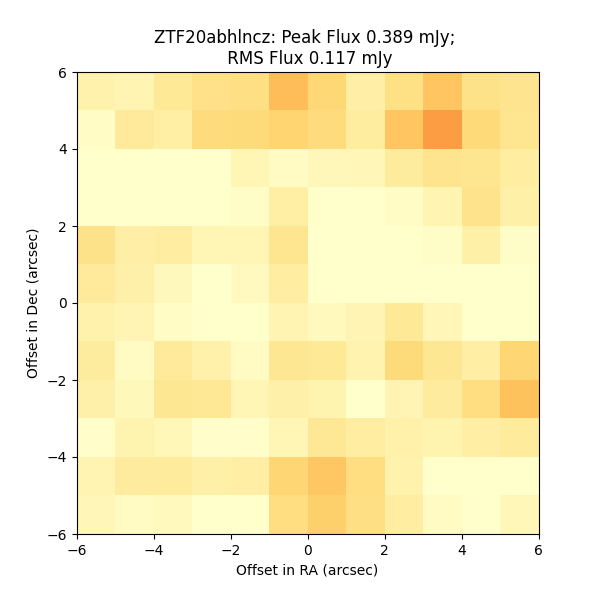 ZTF20abhlncz: Peak Flux 0.389 mJy;
RMS Flux 0.117 mJy
6
4
2
0
−2
−4
−6
Offset in Dec (arcsec)
−6 −4 −2 0 2 4 6
Offset in RA (arcsec)